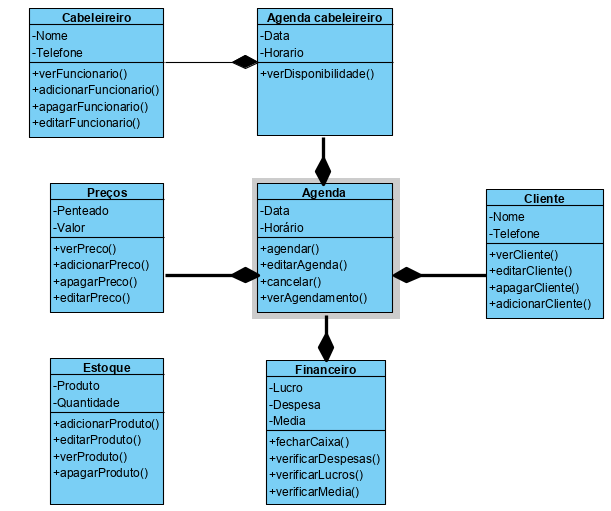 Cabeleireiro
-Nome
-Telefone
+verFuncionario()
+adicionarFuncionario()
+apagarFuncionario()
+editarFuncionario()
Agenda cabeleireiro
-Data
-Horario
+verDisponibilidade()
Preços
-Penteado
-Valor
+verPreco()
+adicionarPreco()
+apagarPreco()
+editarPreco()
Agenda
-Data
-Horário
+agendar()
+editarAgenda()
+cancelar()
+verAgendamento()
Cliente
-Nome
-Telefone
+verCliente()
+editarCliente()
+apagarCliente()
+adicionarCliente()
Estoque
-Produto
-Quantidade
+adicionarProduto()
+editarProduto()
+verProduto()
+apagarProduto()
Financeiro
-Lucro
-Despesa
-Media
+fecharCaixa()
+verificarDespesas()
+verificarLucros()
+verificarMedia()